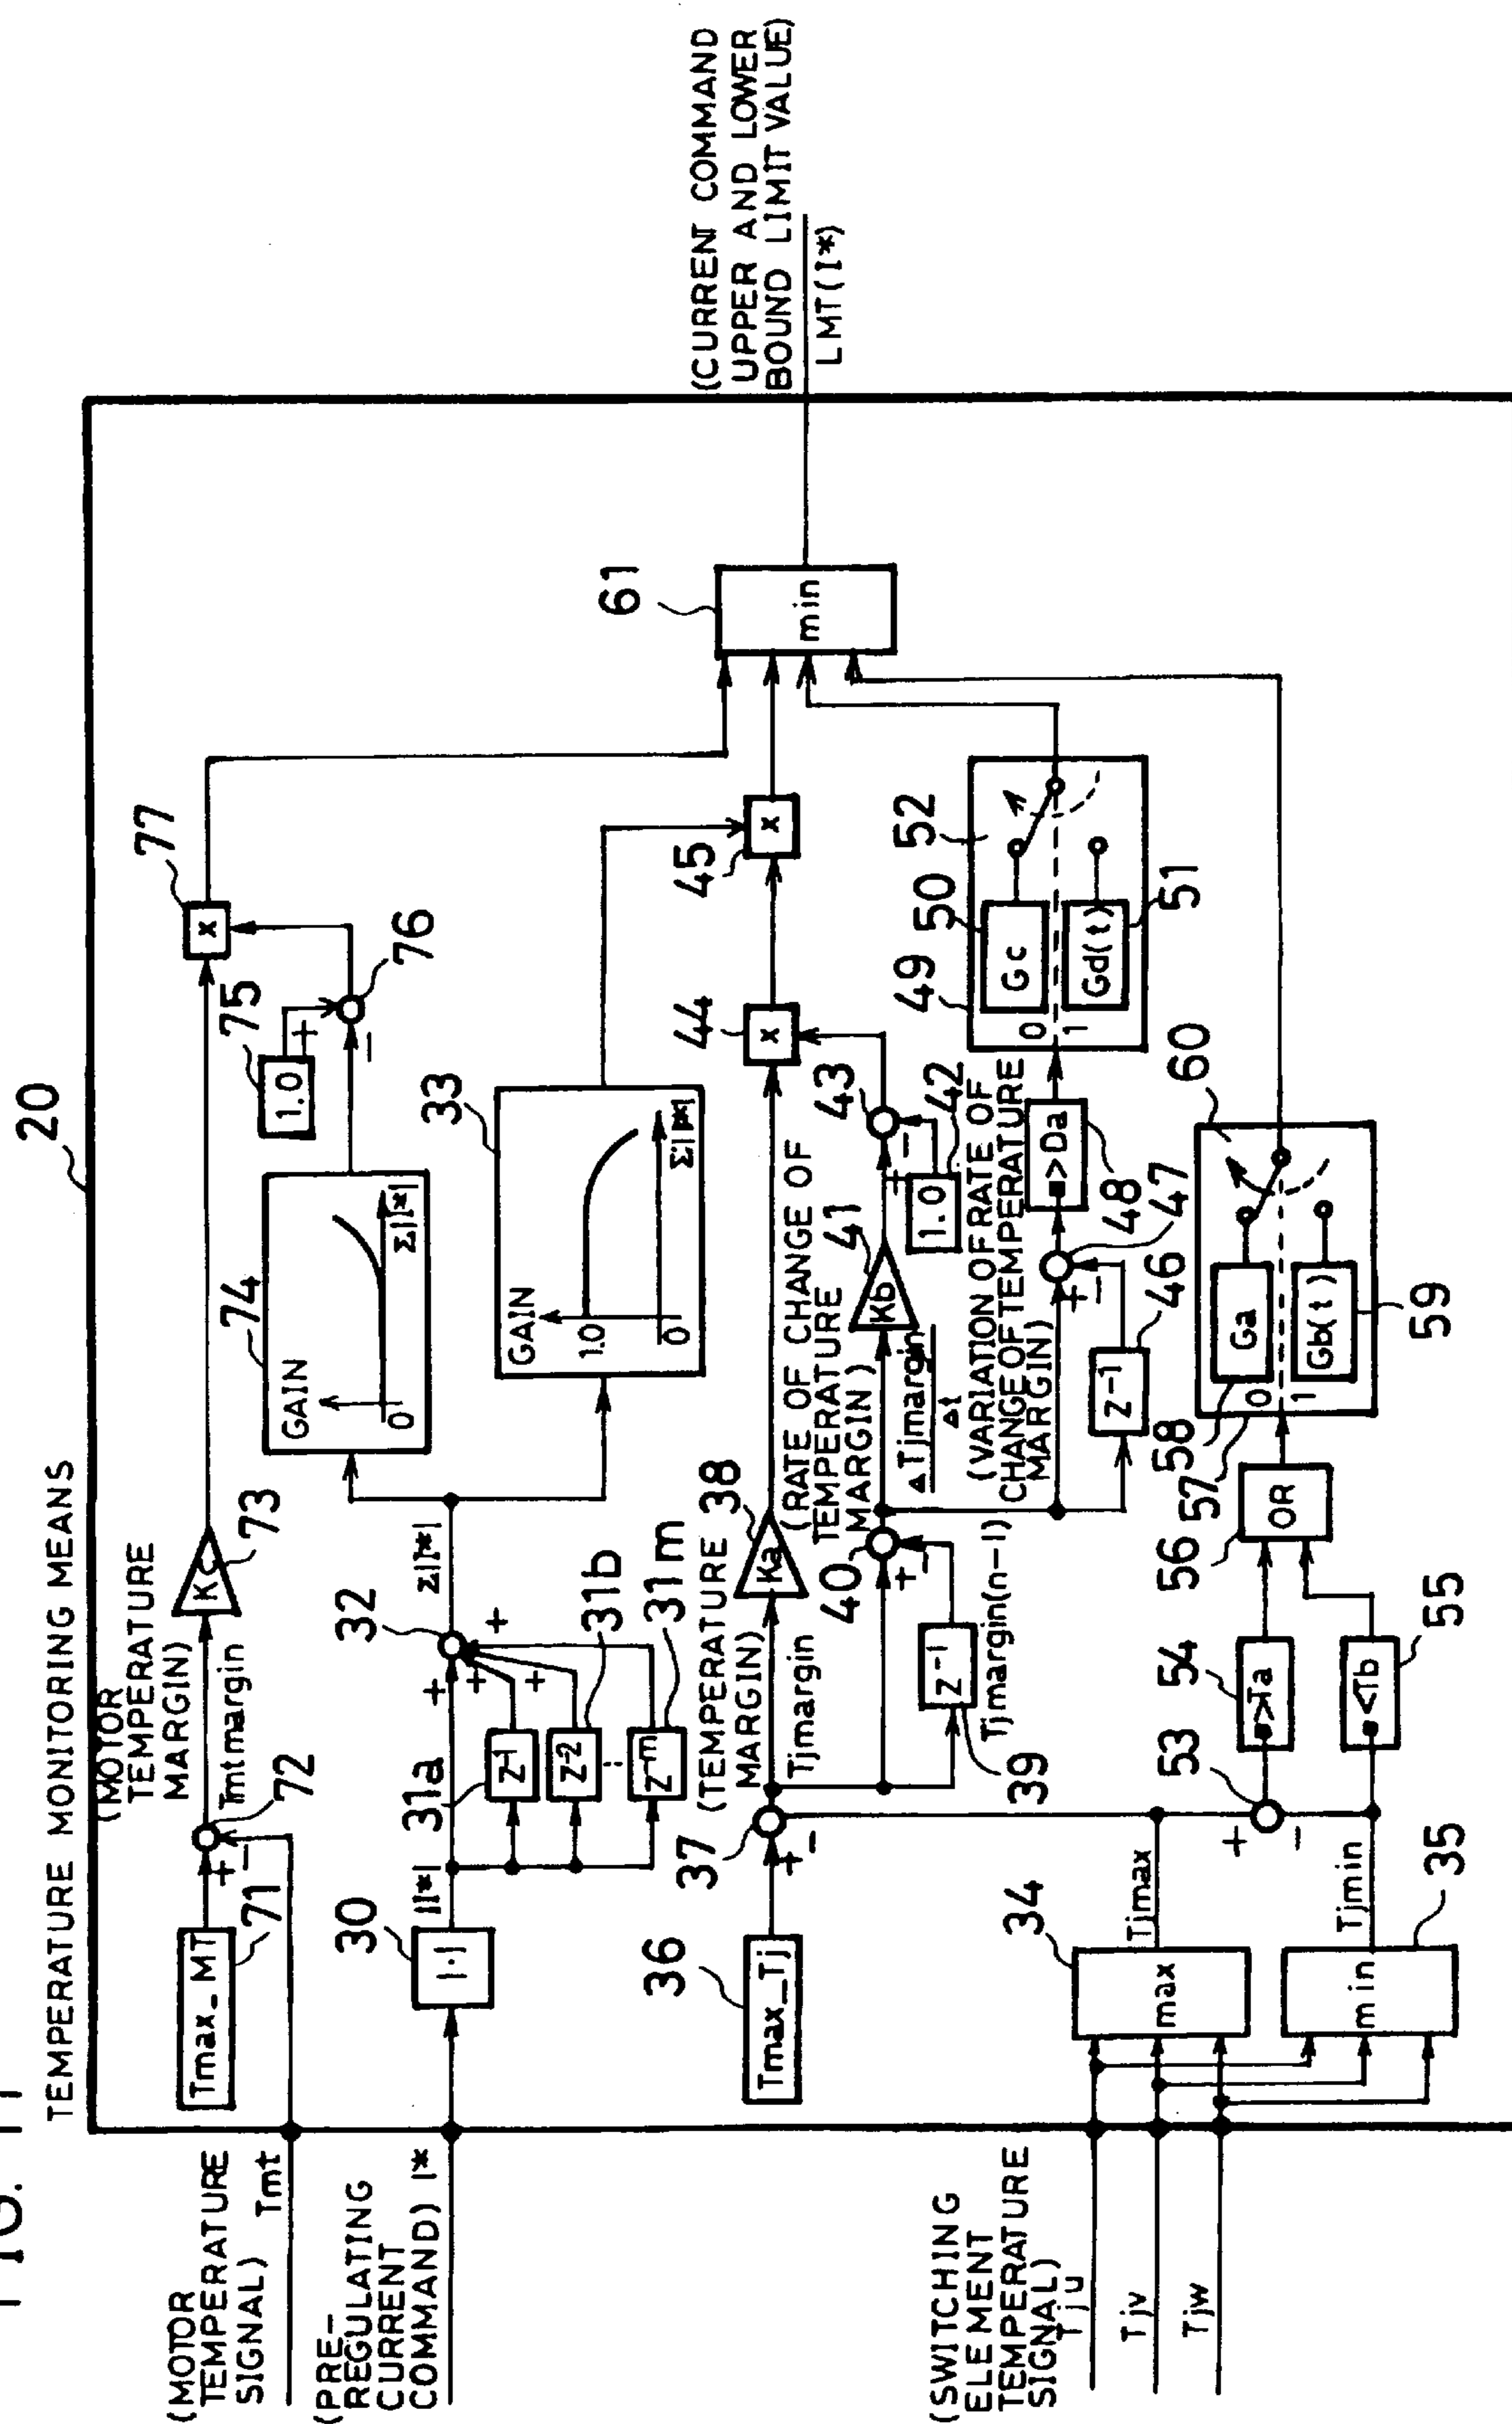 FIG. 11
TEMPERATURE MONITORING MEANS
20
(MOTOR
TEMPERATURE
SIGNAL)
Tmt
(PRE-
REGULATING
CURRENT
COMMAND) I*
(SWITCHING
ELEMENT
TEMPERATURE
SIGNAL)
Tju
Tjv
Tjw
Tmax_MT
71
72
+
−
(MOTOR
TEMPERATURE
MARGIN)
Tmtmargin
Kc
73
74
GAIN
0
Σ|I*|
75
1.0
+
−
76
77
x
30
|·|
|I*|
31a
Z-1
Z-2
Z-m
31b
31m
+
+
+
+
32
Σ|I*|
33
GAIN
1.0
0
Σ|I*|
36
Tmax_Tj
37
+
−
(TEMPERATURE
MARGIN)
Tjmargin
Ka
38
39
Z-1
Tjmargin(n-1)
40
+
−
(RATE OF CHANGE OF
TEMPERATURE
MARGIN)
ΔTjmargin
Δt
Kb
41
1.0
42
43
+
−
44
x
45
x
(VARIATION OF RATE OF
CHANGE OF TEMPERATURE
MARGIN)
Z-1
46
47
+
−
■>Da
48
49
0
1
50
Gc
Gd(t)
51
52
34
max
Tjmax
min
35
Tjmin
53
+
−
54
■>Ta
■<Tb
55
56
OR
57
58
0
1
Ga
Gb(t)
59
60
61
min
(CURRENT COMMAND
UPPER AND LOWER
BOUND LIMIT VALUE)
LMT(I*)